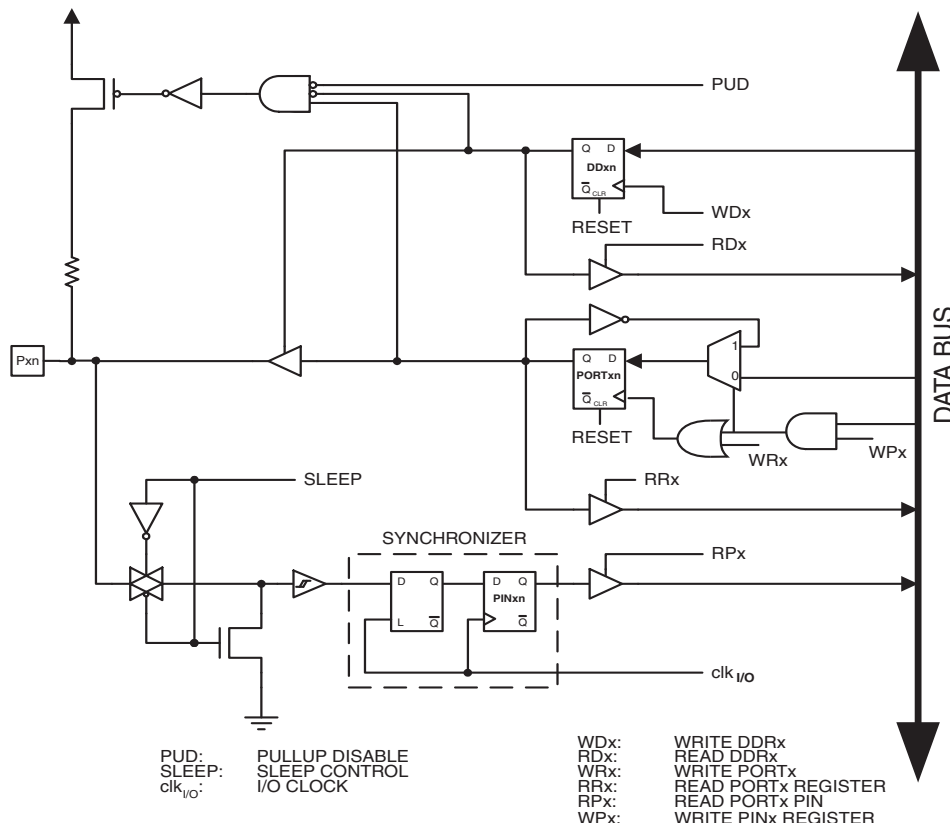 PUD
Q D
DDxn
Q CLR
WDx
RESET
RDx
1
Pxn
Q D
PORTxn
0
Q CLR
RESET
WRx
WPx
DATA BUS
SLEEP
RRx
SYNCHRONIZER
RPx
D Q
D Q
PINxn
L Q
Q
clk I/O
PUD: PULLUP DISABLE
SLEEP: SLEEP CONTROL
clkI/O: I/O CLOCK
WDx: WRITE DDRx
RDx: READ DDRx
WRx: WRITE PORTx
RRx: READ PORTx REGISTER
RPx: READ PORTx PIN
WPx: WRITE PINx REGISTER